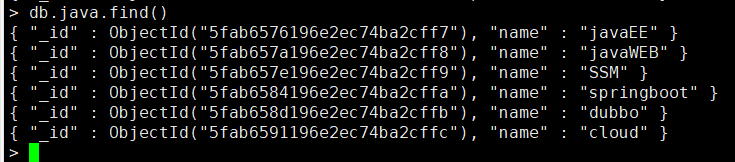 > db.java.find()
{ "_id" : ObjectId("5fab6576196e2ec74ba2cff7"), "name" : "javaEE" }
{ "_id" : ObjectId("5fab657a196e2ec74ba2cff8"), "name" : "javaWEB" }
{ "_id" : ObjectId("5fab657e196e2ec74ba2cff9"), "name" : "SSM" }
{ "_id" : ObjectId("5fab6584196e2ec74ba2cffa"), "name" : "springboot" }
{ "_id" : ObjectId("5fab658d196e2ec74ba2cffb"), "name" : "dubbo" }
{ "_id" : ObjectId("5fab6591196e2ec74ba2cffc"), "name" : "cloud" }
>